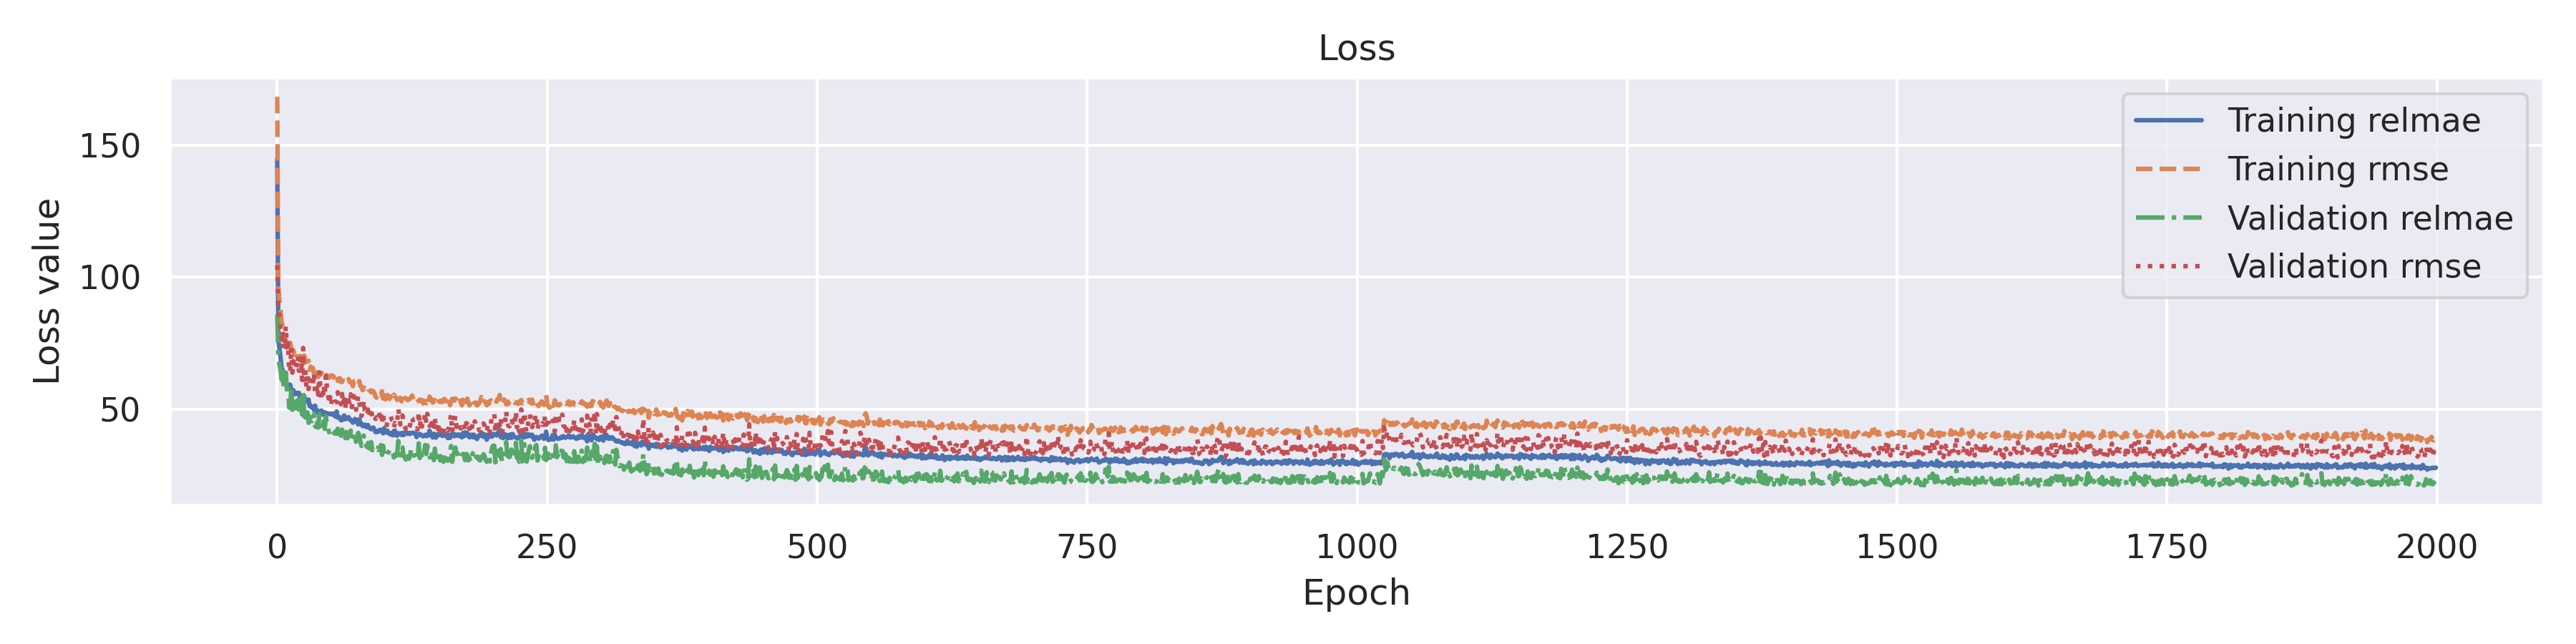 Loss
Loss value
150
100
50
Training relmae
Training rmse
Validation relmae
Validation rmse
0 250 500 750 1000 1250 1500 1750 2000
Epoch